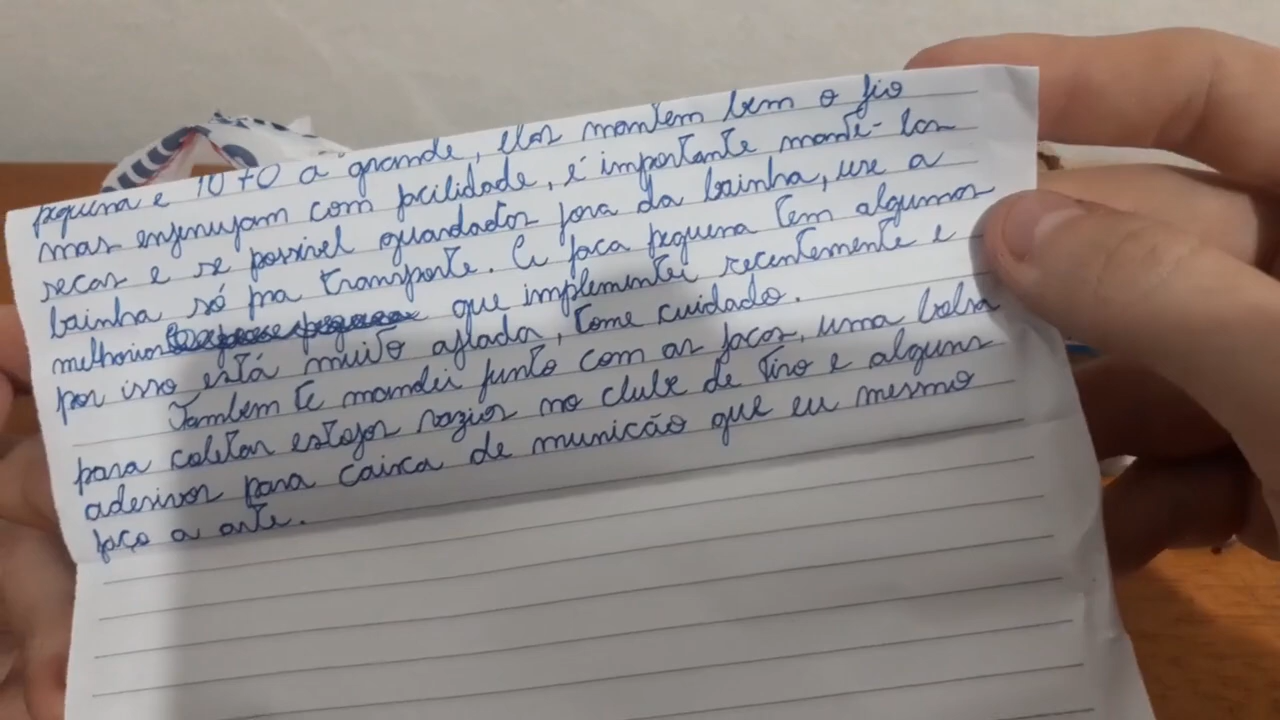 pequena e 1070 a grande, elas mantém bem o fio
mas enferrujam com facilidade, é importante mantê-las
secas e se possível guardadas fora da bainha, use a
bainha só pra transporte. A faca pequena tem algumas
melhorias que implementei recentemente e
por isso está muito afiada, tome cuidado.
Também te mandei junto com as facas, uma bolsa
para coletar estojos vazios no clube de tiro e alguns
adesivos para caixa de municão que eu mesmo
faço a arte.